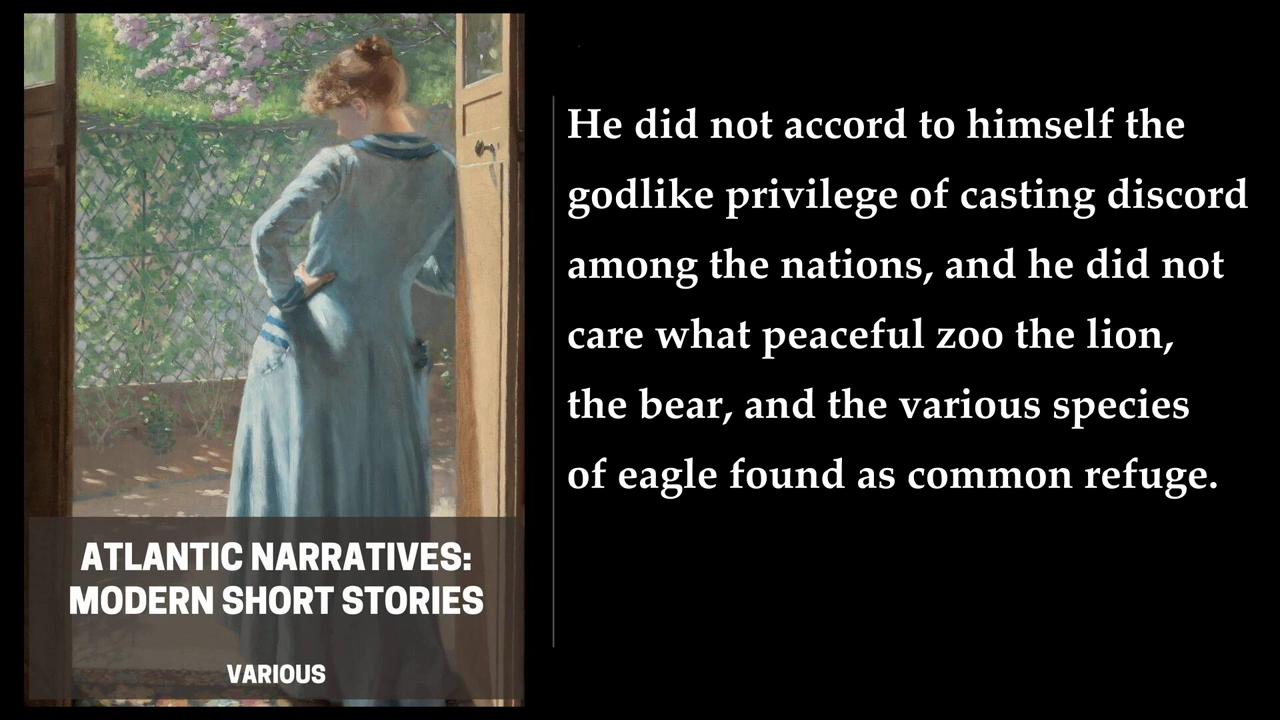 He did not accord to himself the
godlike privilege of casting discord
among the nations, and he did not
care what peaceful zoo the lion,
the bear, and the various species
of eagle found as common refuge.
ATLANTIC NARRATIVES:
MODERN SHORT STORIES
VARIOUS